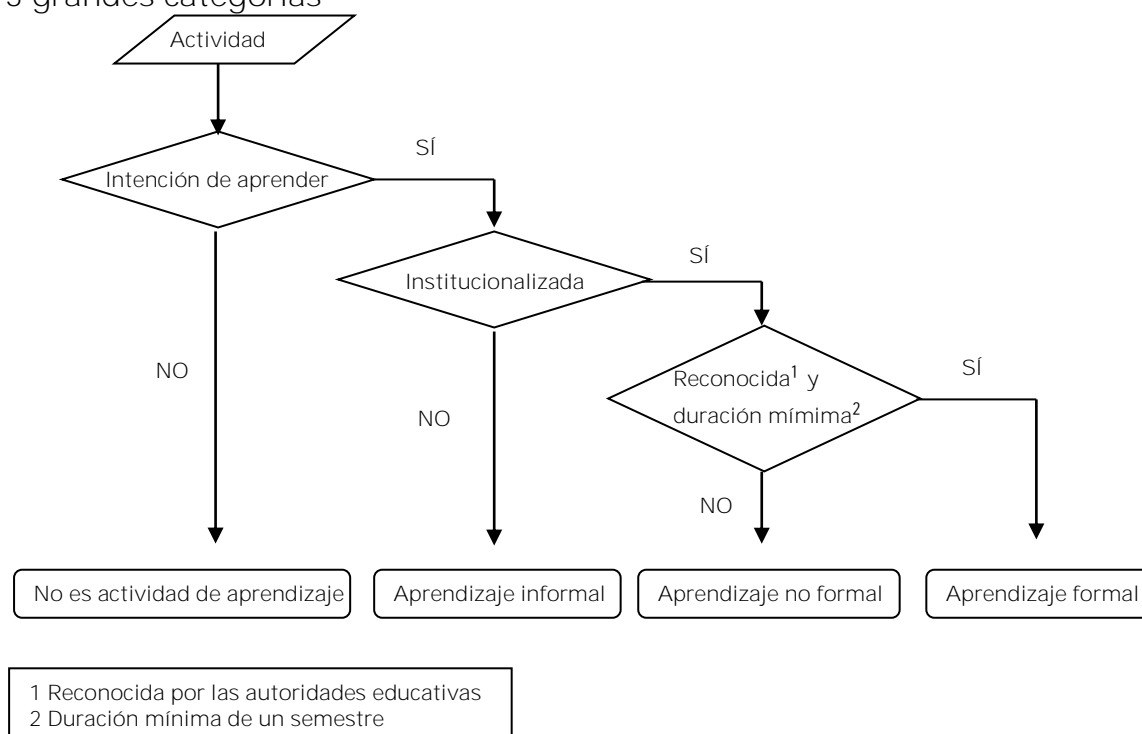 3 grandes categorías
Actividad
SÍ
Intención de aprender
SÍ
Institucionalizada
NO
SÍ
Reconocida¹ y
duración mímima²
NO
NO
No es actividad de aprendizaje
Aprendizaje informal
Aprendizaje no formal
Aprendizaje formal
1 Reconocida por las autoridades educativas
2 Duración mínima de un semestre